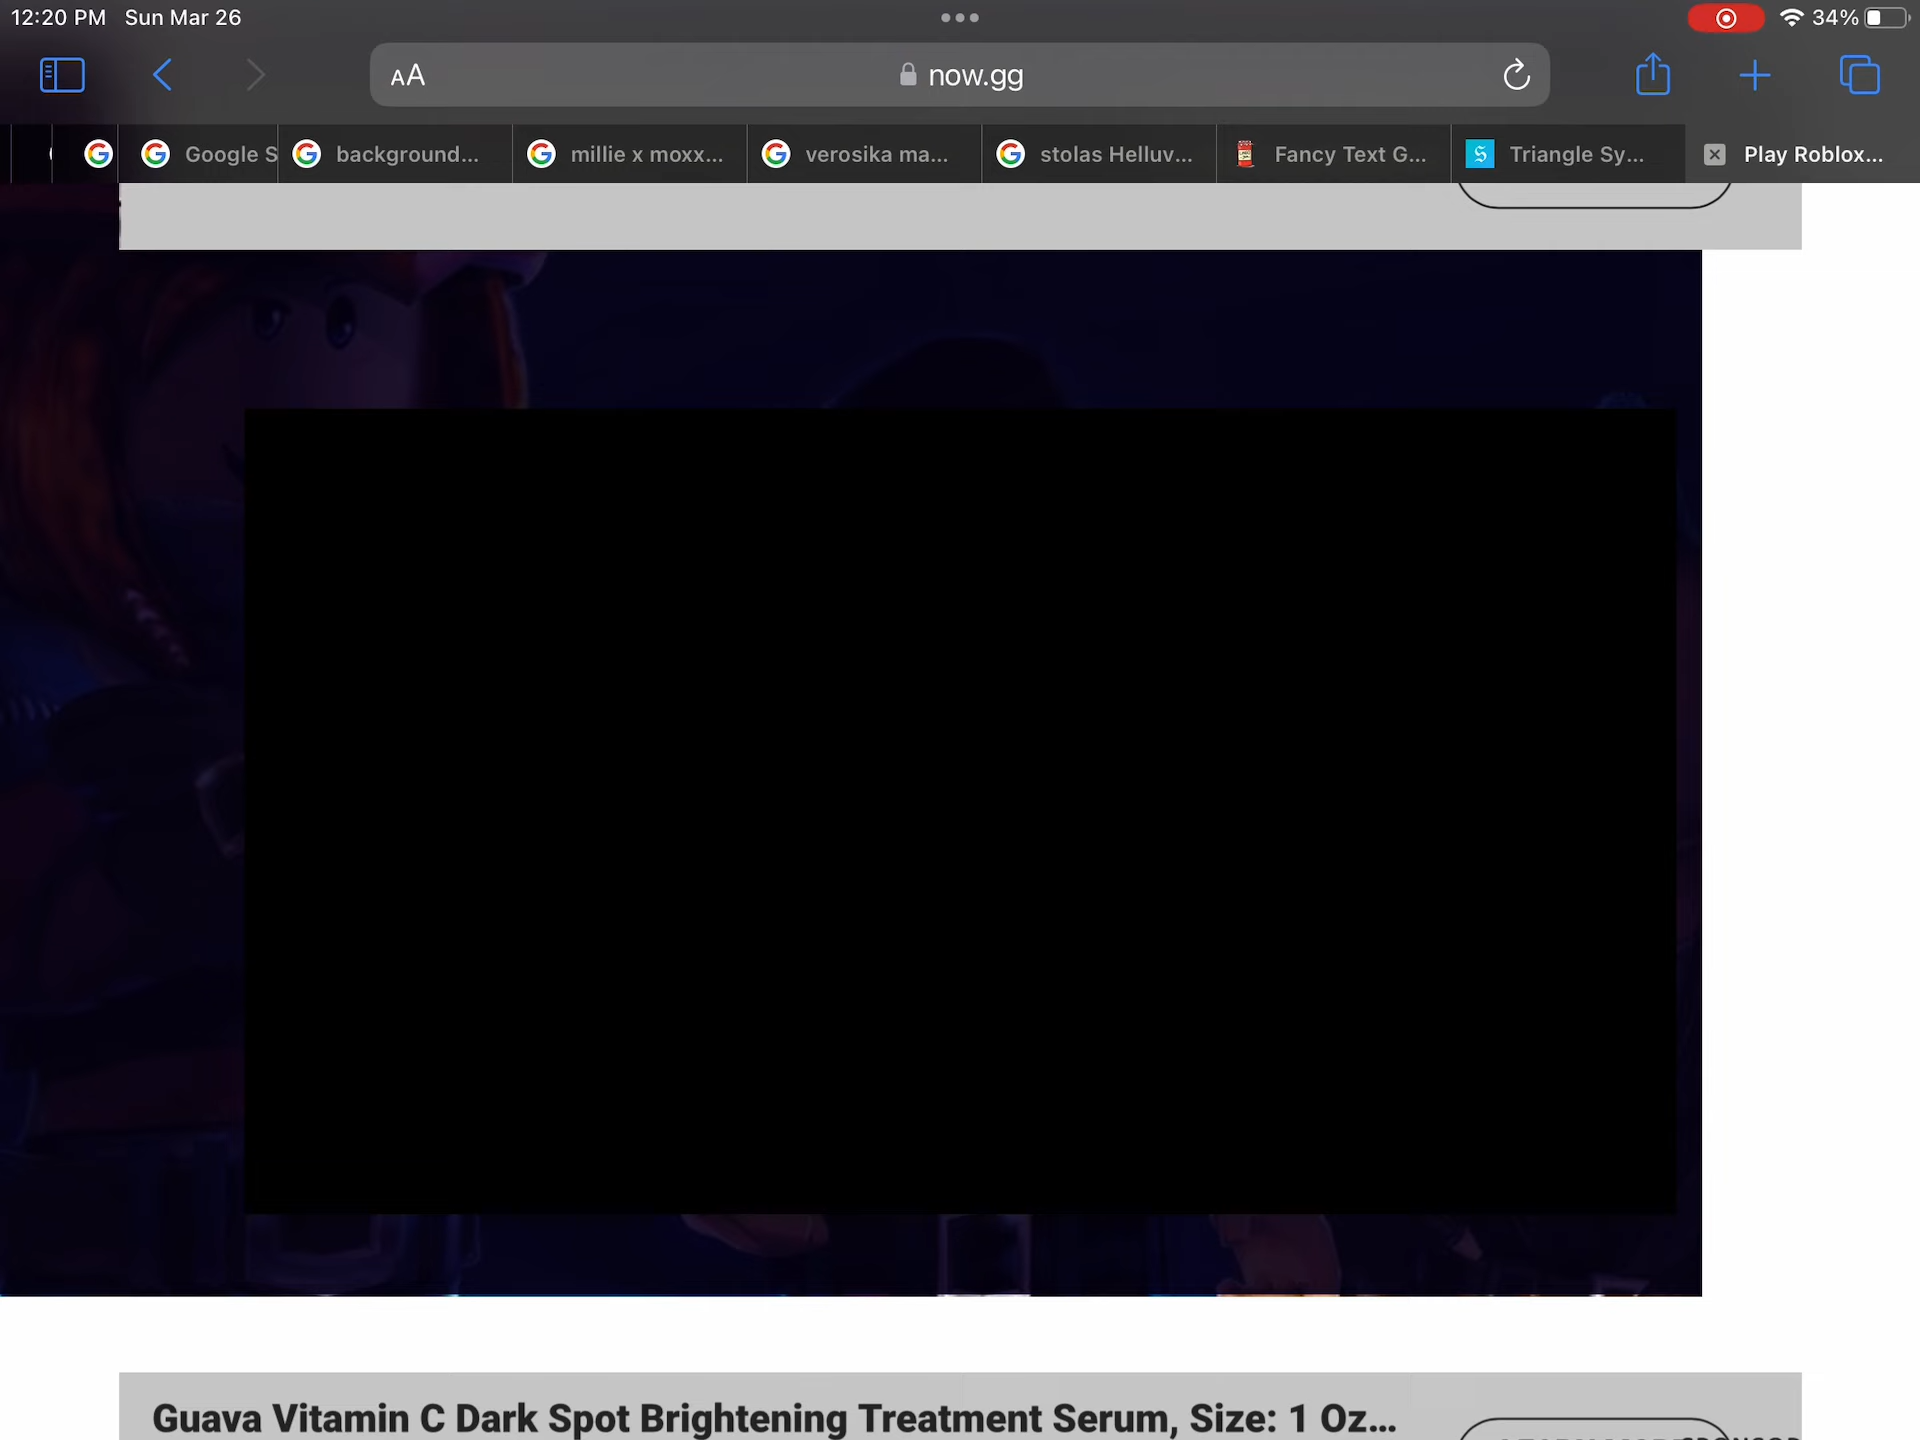 12:20 PM Sun Mar 26
34%
AA
now.gg
Google S
background...
millie x moxx...
verosika ma...
stolas Helluv...
Fancy Text G...
Triangle Sy...
Play Roblox...
Guava Vitamin C Dark Spot Brightening Treatment Serum, Size: 1 Oz...